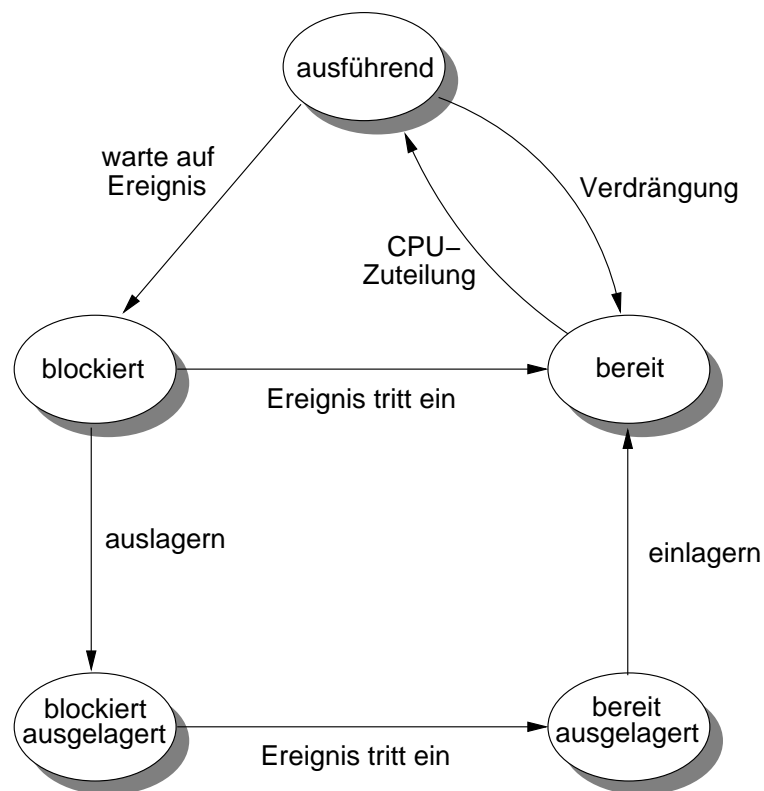 ausführend
warte auf
Ereignis
Verdrängung
CPU–
Zuteilung
blockiert
bereit
Ereignis tritt ein
auslagern
einlagern
blockiert
ausgelagert
bereit
ausgelagert
Ereignis tritt ein